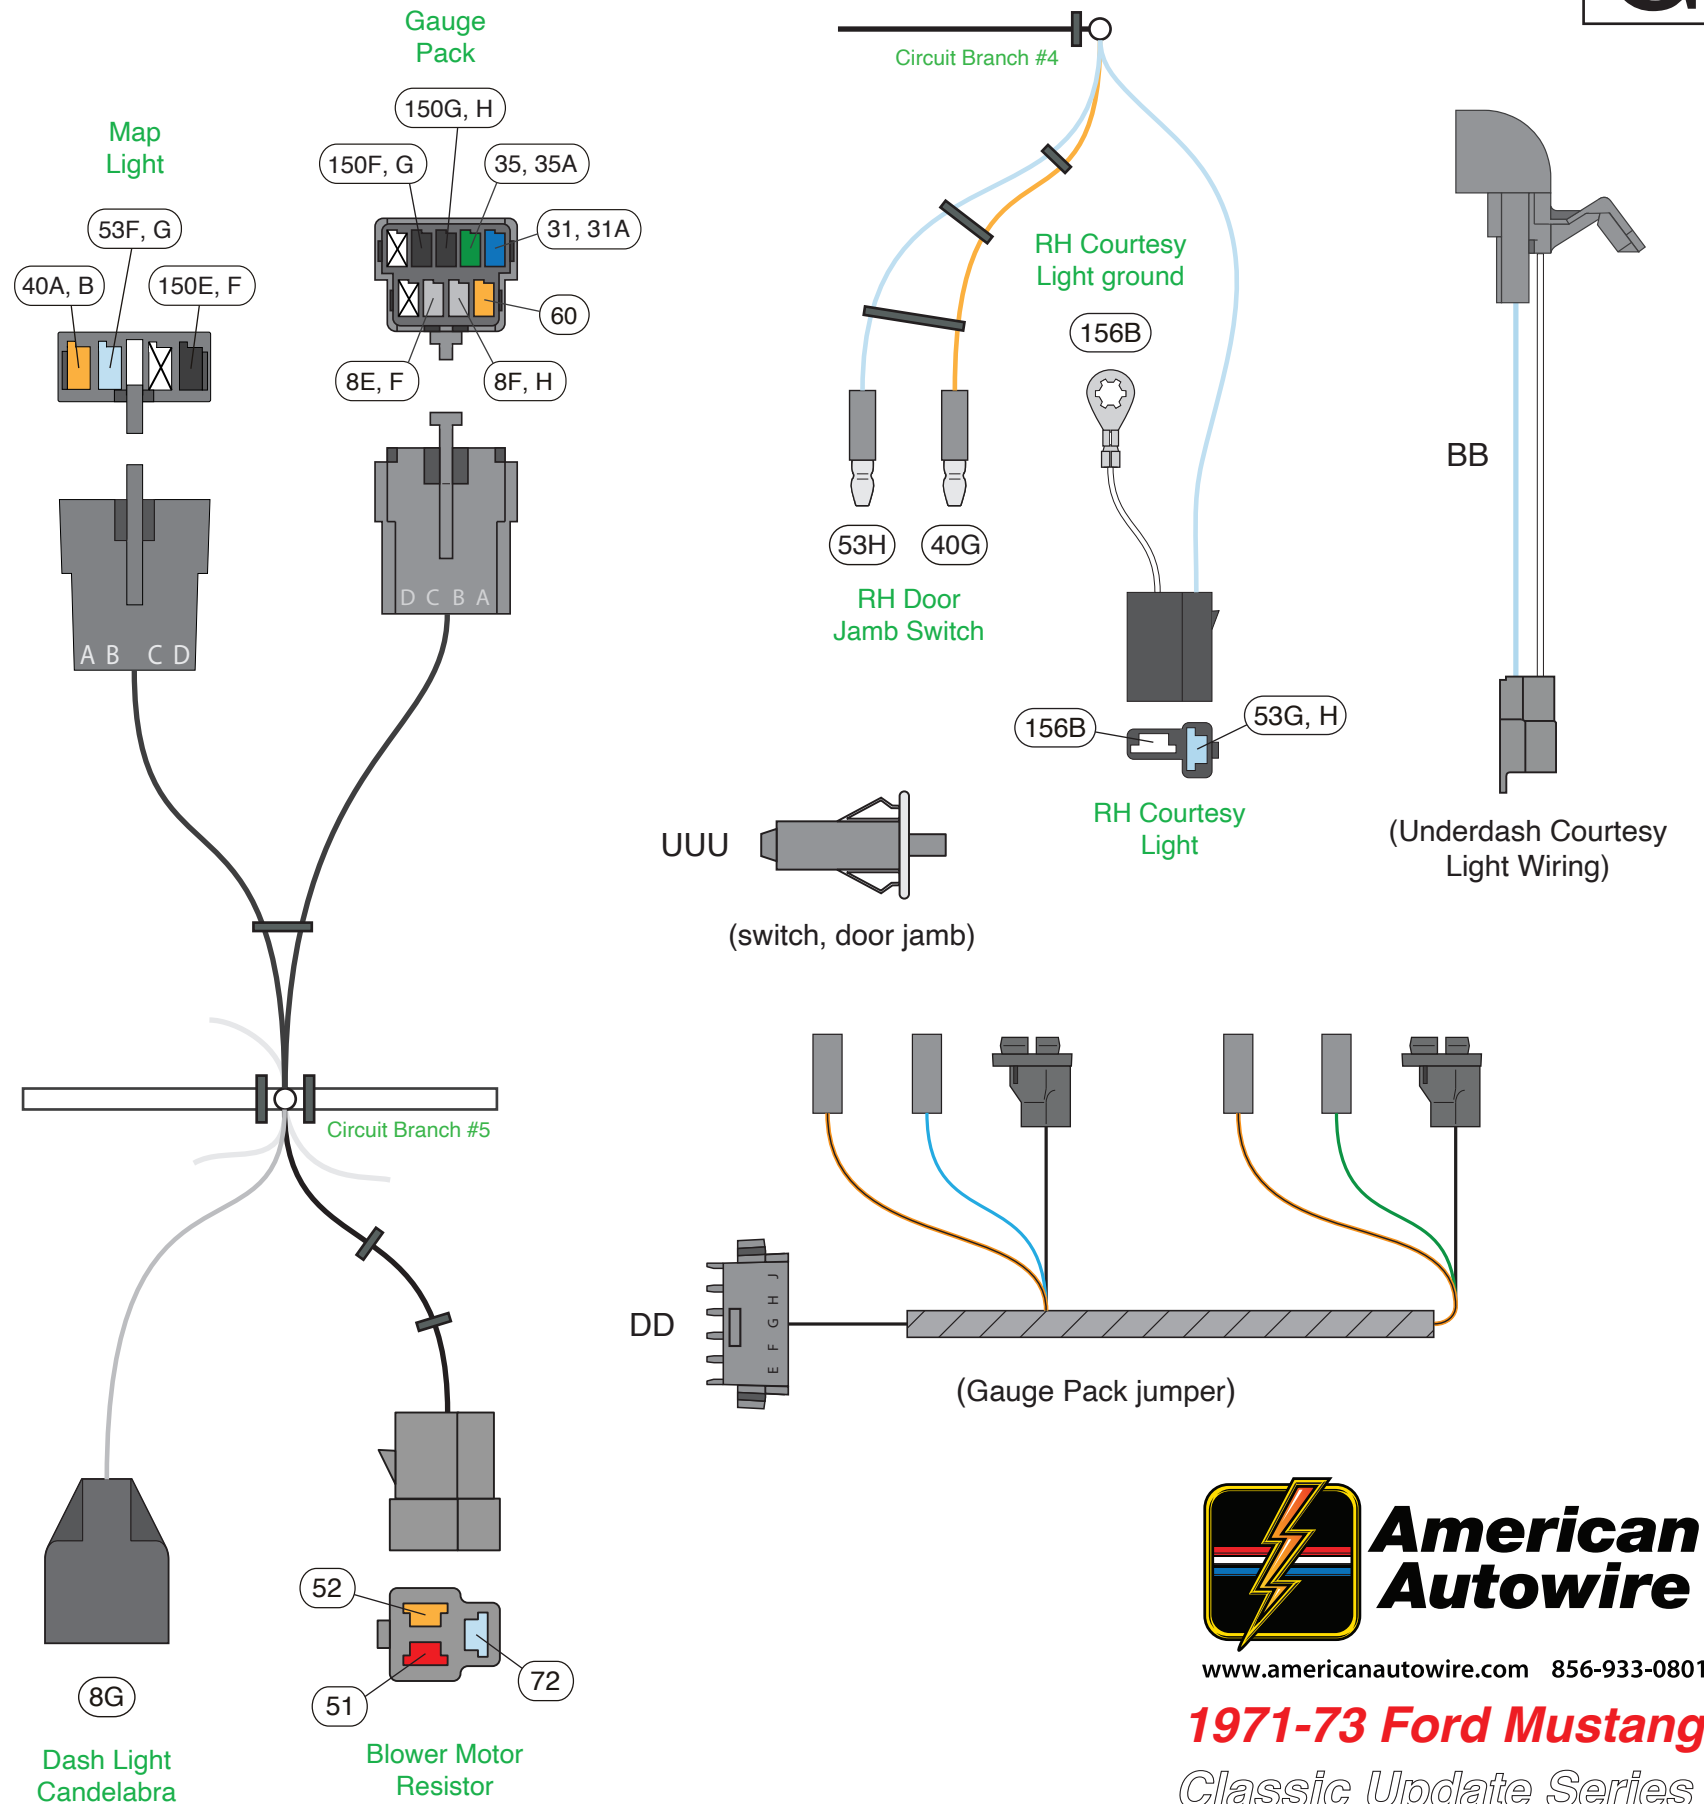 Gauge
Pack
150G, H
150F, G
35, 35A
31, 31A
60
8E, F
8F, H
D C B A
Map
Light
53F, G
40A, B
150E, F
A B C D
Circuit Branch #5
8G
Dash Light
Candelabra
52
51
72
Blower Motor
Resistor
Circuit Branch #4
RH Courtesy
Light ground
156B
53H
40G
RH Door
Jamb Switch
156B
53G, H
RH Courtesy
Light
BB
(Underdash Courtesy
Light Wiring)
UUU
(switch, door jamb)
DD
E F G H J
(Gauge Pack jumper)
American
Autowire
www.americanautowire.com 856-933-0801
1971-73 Ford Mustang
Classic Update Series